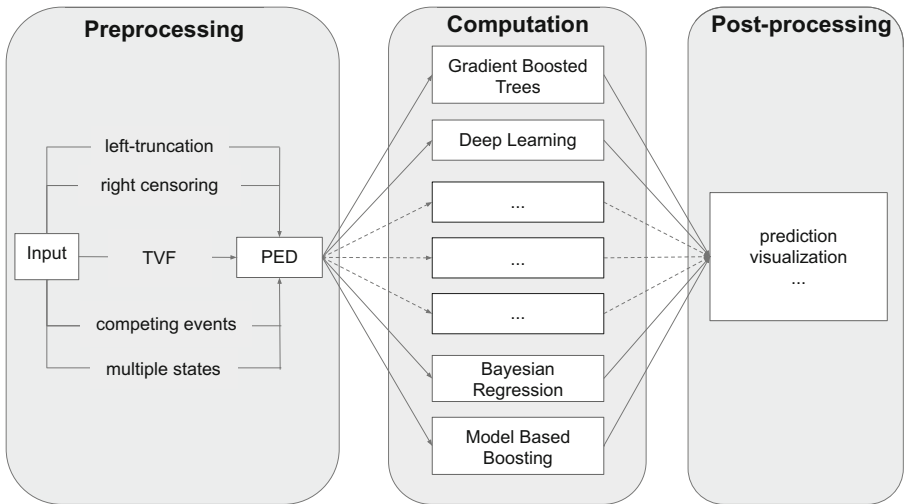 Preprocessing
left-truncation
right censoring
Input
TVF
PED
competing events
multiple states
Computation
Gradient Boosted
Trees
Deep Learning
...
...
...
Bayesian
Regression
Model Based
Boosting
Post-processing
prediction
visualization
...